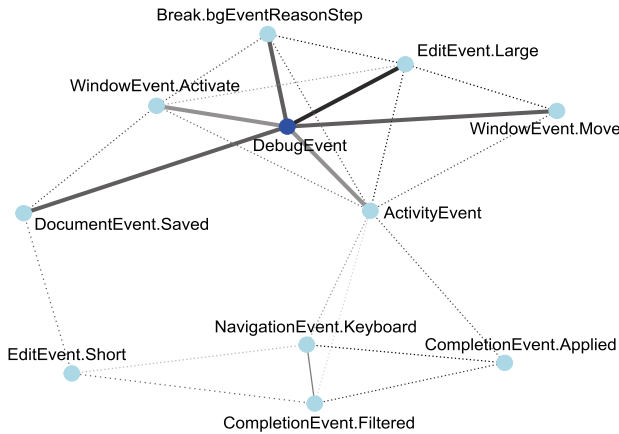 Break.bgEventReasonStep
EditEvent.Large
WindowEvent.Activate
WindowEvent.Move
DebugEvent
ActivityEvent
DocumentEvent.Saved
NavigationEvent.Keyboard
CompletionEvent.Applied
EditEvent.Short
CompletionEvent.Filtered